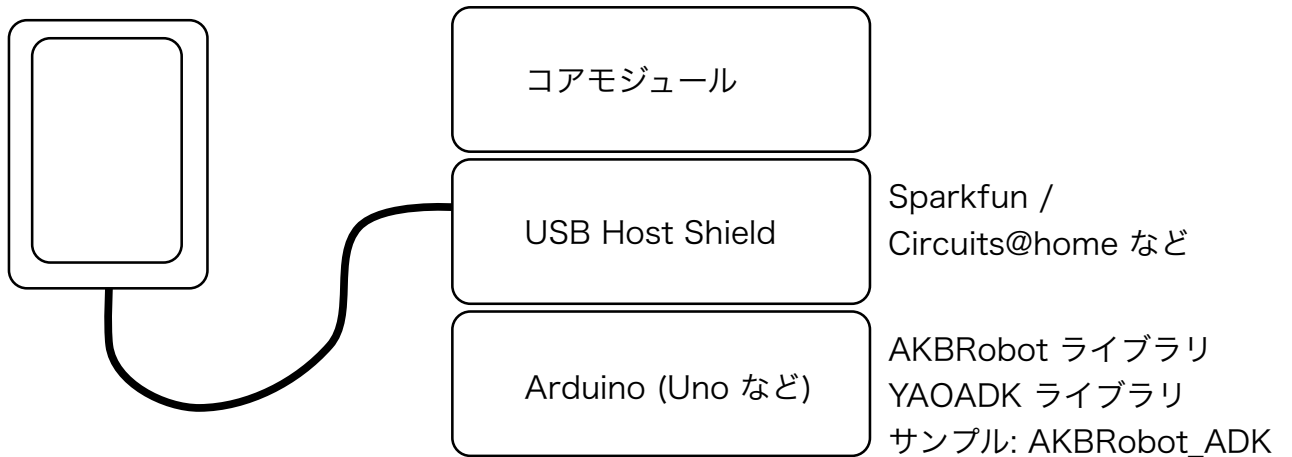 コアモジュール
USB Host Shield
Sparkfun /
Circuits@home など
Arduino (Uno など)
AKBRobot ライブラリ
YAOADK ライブラリ
サンプル: AKBRobot_ADK